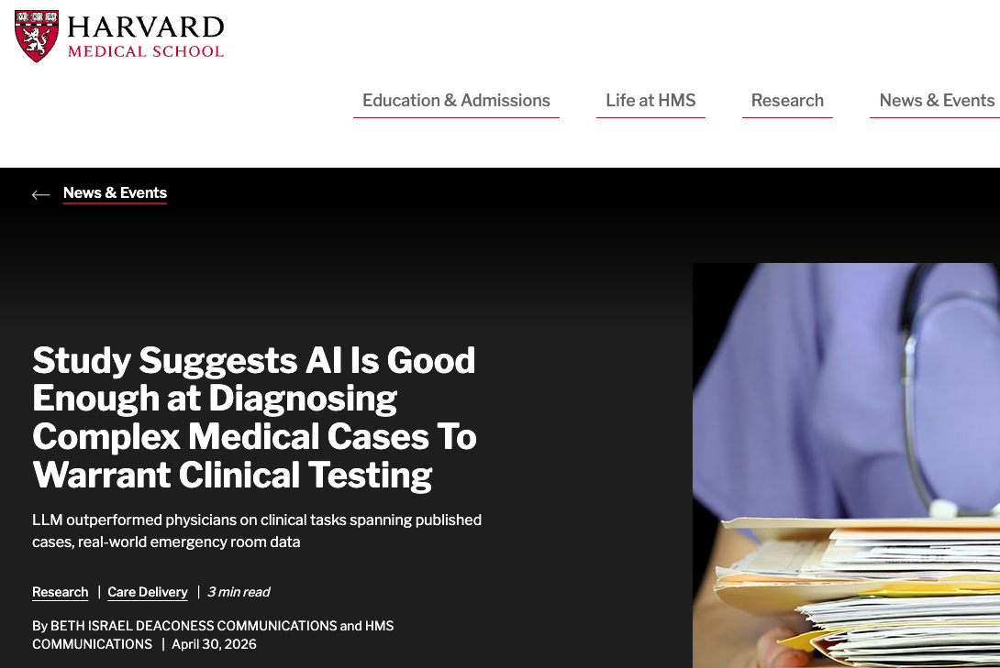 HARVARD
MEDICAL SCHOOL
Education & Admissions
Life at HMS
Research
News & Events
← News & Events
Study Suggests AI Is Good
Enough at Diagnosing
Complex Medical Cases To
Warrant Clinical Testing
LLM outperformed physicians on clinical tasks spanning published
cases, real-world emergency room data
Research | Care Delivery | 3 min read
By BETH ISRAEL DEACONESS COMMUNICATIONS and HMS
COMMUNICATIONS | April 30, 2026